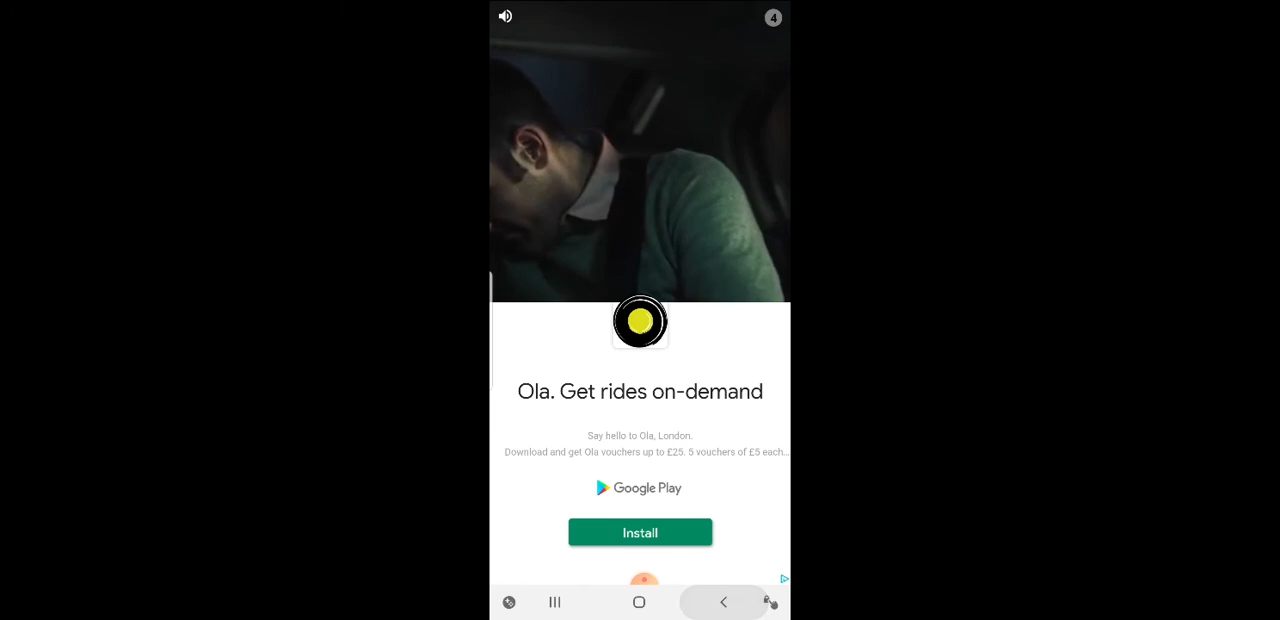 4
Ola. Get rides on-demand
Say hello to Ola, London.
Download and get Ola vouchers up to £25. 5 vouchers of £5 each...
Google Play
Install